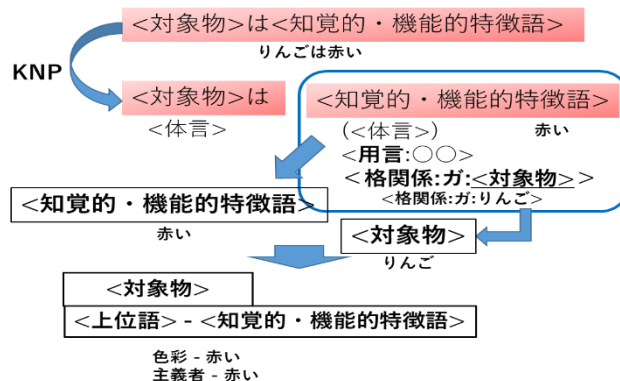 <対象物>は<知覚的・機能的特徴語>
りんごは赤い
KNP
<対象物>は
<体言>
<知覚的・機能的特徴語>
(<体言>)
赤い
<用言:○○>
<格関係:ガ:<対象物>>
<格関係:ガ:りんご>
<知覚的・機能的特徴語>
赤い
<対象物>
りんご
<対象物>
<上位語>-<知覚的・機能的特徴語>
色彩 - 赤い
主義者 - 赤い